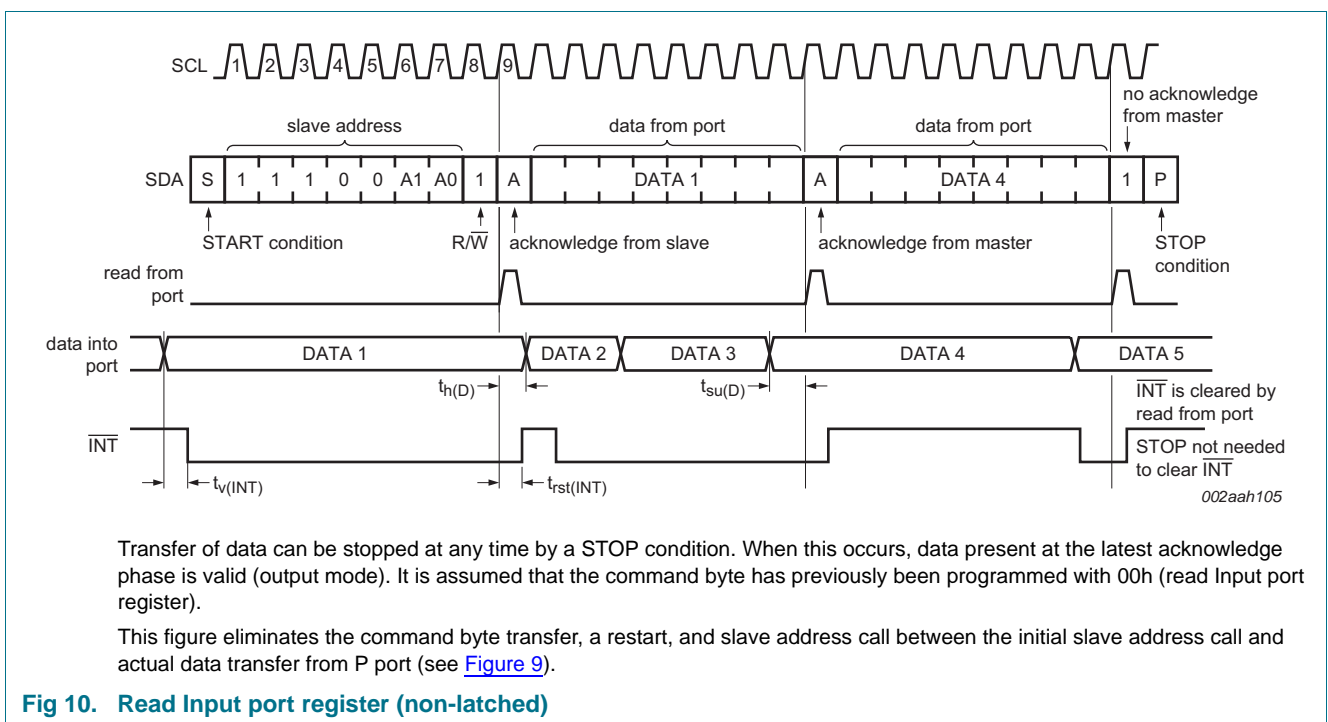 SCL 1 2 3 4 5 6 7 8 9
no acknowledge
from master
slave address data from port data from port
SDA S 1 1 1 0 0 A1 A0 1 A DATA 1 A DATA 4 1 P
START condition R/W̅ acknowledge from slave acknowledge from master STOP
condition
read from
port
data into
port
DATA 1 DATA 2 DATA 3 DATA 4 DATA 5
th(D) tsu(D)
I̅N̅T̅ is cleared by
read from port
I̅N̅T̅
STOP not needed
to clear I̅N̅T̅
tv(INT) trst(INT)
002aah105
Transfer of data can be stopped at any time by a STOP condition. When this occurs, data present at the latest acknowledge
phase is valid (output mode). It is assumed that the command byte has previously been programmed with 00h (read Input port
register).
This figure eliminates the command byte transfer, a restart, and slave address call between the initial slave address call and
actual data transfer from P port (see Figure 9).
Fig 10. Read Input port register (non-latched)